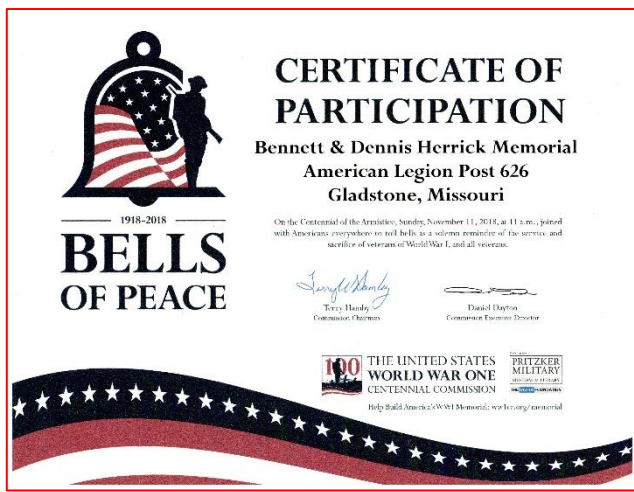 CERTIFICATE OF
PARTICIPATION
Bennett & Dennis Herrick Memorial
American Legion Post 626
Gladstone, Missouri
On the Centennial of the Armistice, Sunday, November 11, 2018, at 11 a.m., joined
with Americans everywhere to toll bells as a solemn reminder of the service and
sacrifice of veterans of World War I, and all veterans.
1918-2018
BELLS
OF PEACE
Terry Hamby
Commission Chairman
Daniel Dayton
Commission Executive Director
100
THE UNITED STATES
WORLD WAR ONE
CENTENNIAL COMMISSION
PRITZKER
MILITARY
MUSEUM & LIBRARY
Help Build America's WWI Memorial: ww1cc.org/memorial